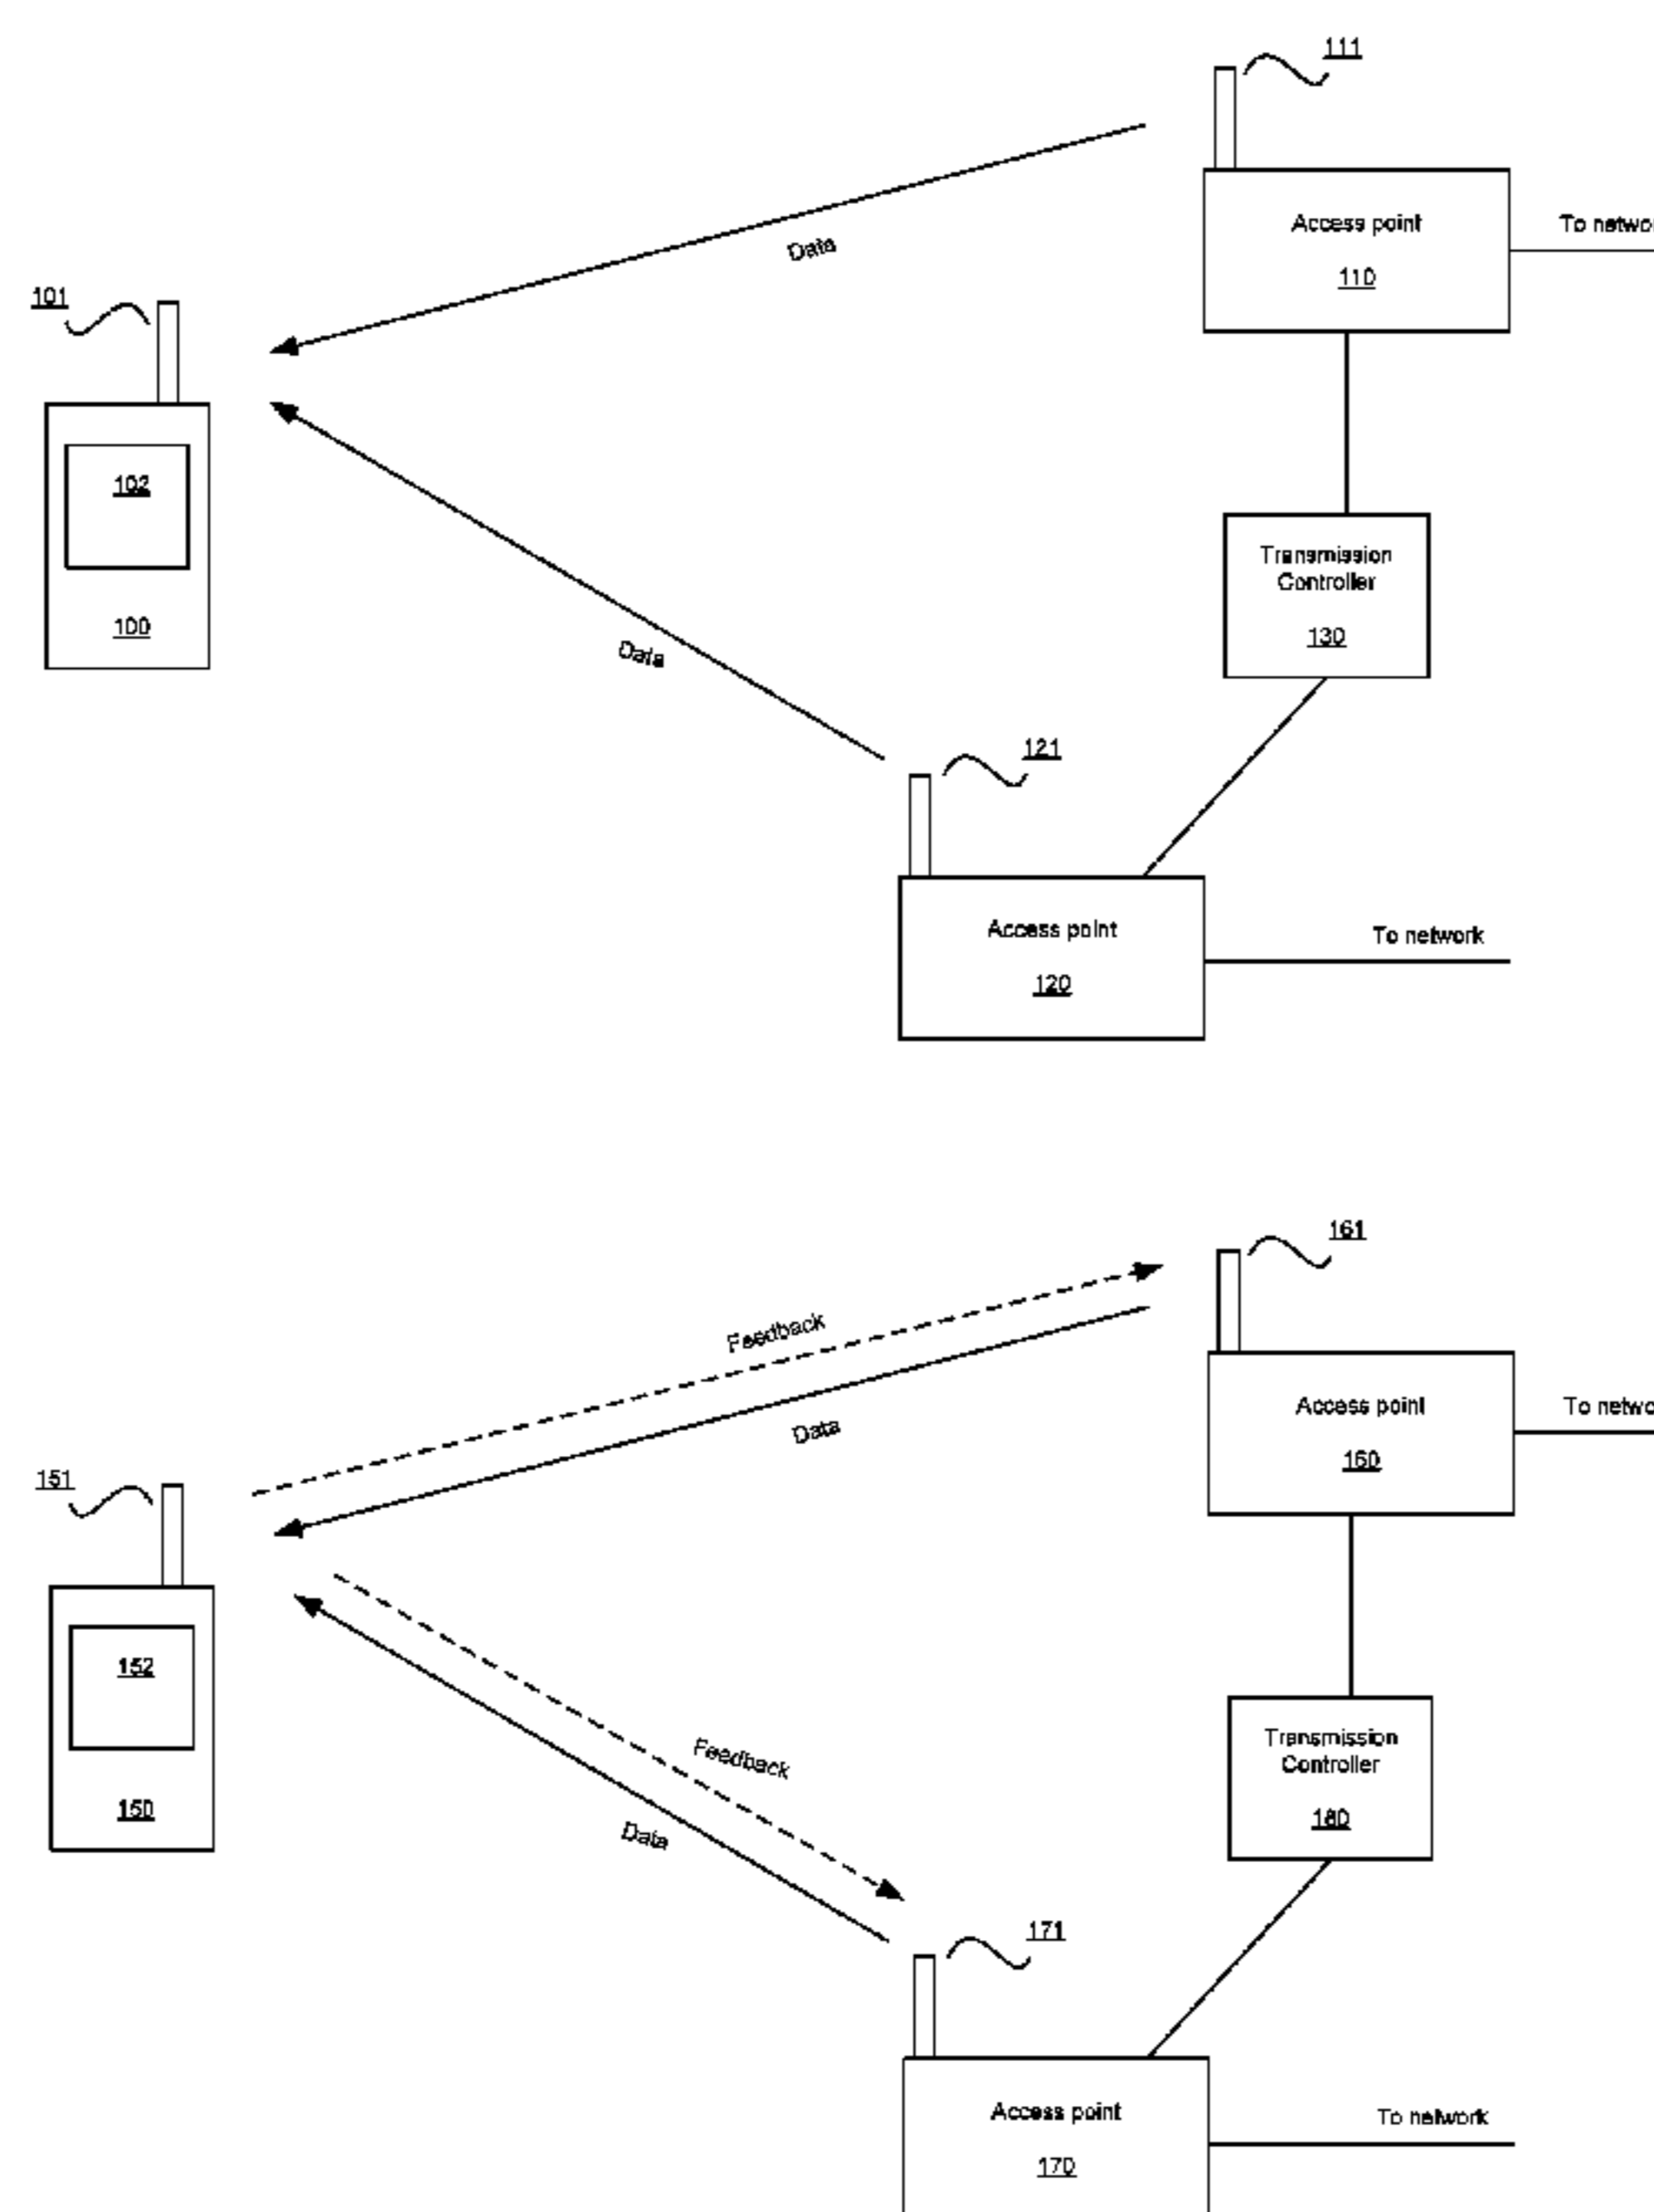 111
Access point
To networ
110
Data
101
102
Transmission
Controller
100
130
Data
121
Access point
To network
120
161
Feedback
Access point
To netwo
Data
160
151
152
Transmission
Controller
Feedback
150
180
Data
171
Access point
To network
170